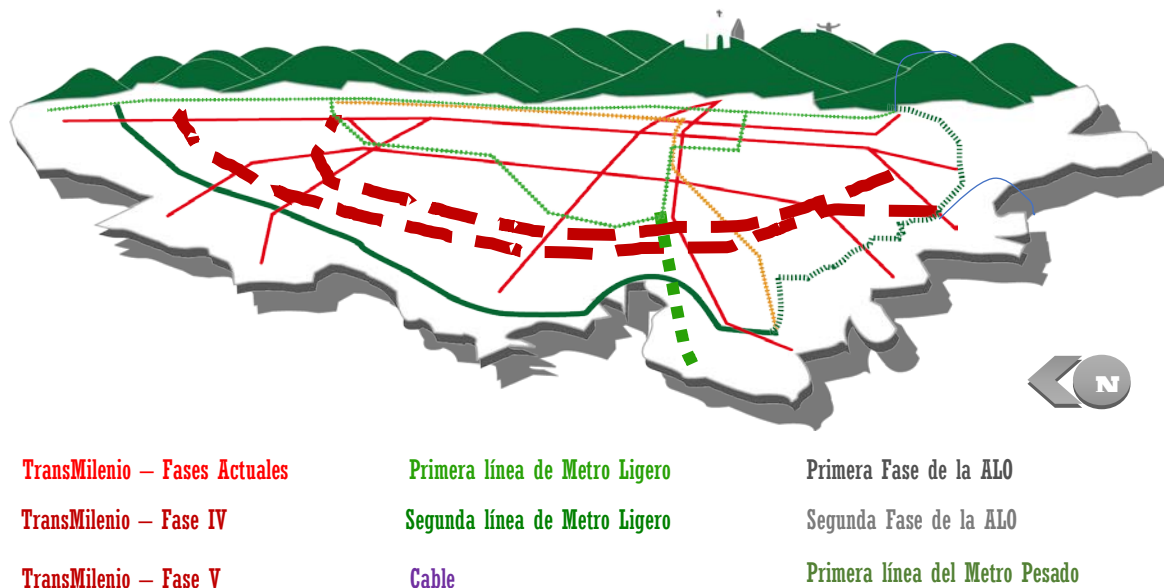 N
TransMilenio – Fases Actuales
Primera línea de Metro Ligero
Primera Fase de la ALO
TransMilenio – Fase IV
Segunda línea de Metro Ligero
Segunda Fase de la ALO
TransMilenio – Fase V
Cable
Primera línea del Metro Pesado